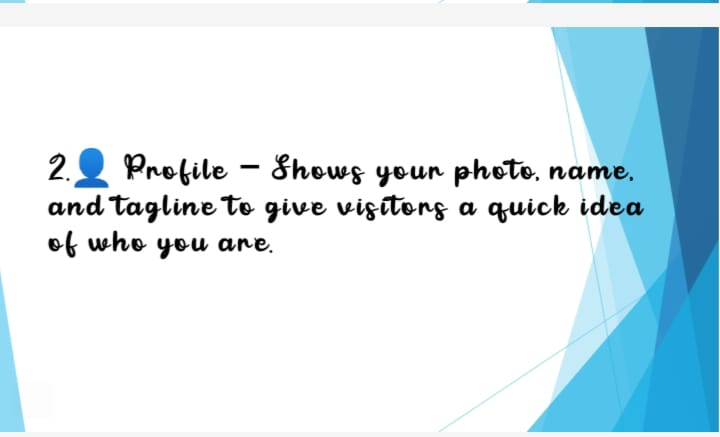 2.👤 Profile – Shows your photo, name,
and tagline to give visitors a quick idea
of who you are.